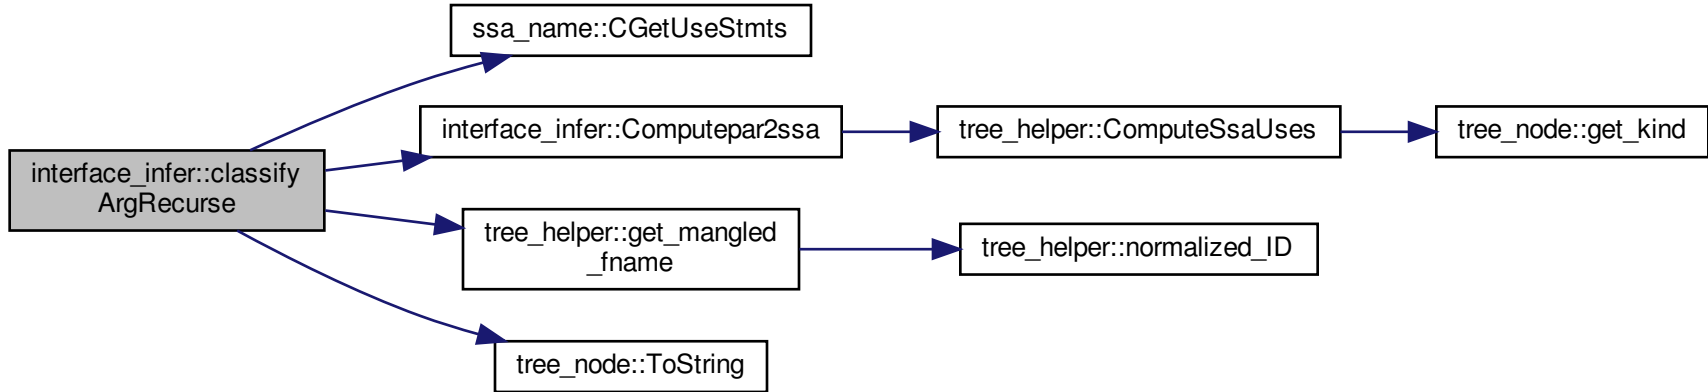 ssa_name::CGetUseStmts
interface_infer::Computepar2ssa
tree_helper::ComputeSsaUses
tree_node::get_kind
interface_infer::classify
ArgRecurse
tree_helper::get_mangled
_fname
tree_helper::normalized_ID
tree_node::ToString